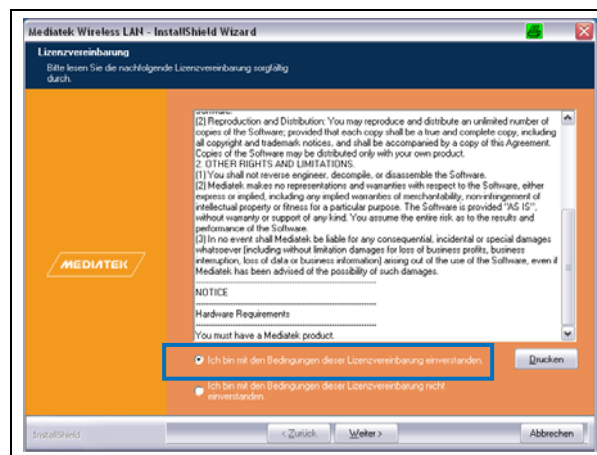 Mediatek Wireless LAN - InstallShield Wizard
Lizenzvereinbarung
Bitte lesen Sie die nachfolgende Lizenzvereinbarung sorgfältig
durch.
Software.
(2) Reproduction and Distribution: You may reproduce and distribute an unlimited number of
copies of the Software; provided that each copy shall be a true and complete copy, including
all copyright and trademark notices, and shall be accompanied by a copy of this Agreement.
Copies of the Software may be distributed only with your own product.
2. OTHER RIGHTS AND LIMITATIONS.
(1) You shall not reverse engineer, decompile, or disassemble the Software.
(2) Mediatek makes no representations and warranties with respect to the Software, either
express or implied, including any implied warranties of merchantability, non-infringement of
intellectual property or fitness for a particular purpose. The Software is provided "AS IS",
without warranty or support of any kind. You assume the entire risk as to the results and
performance of the Software.
(3) In no event shall Mediatek be liable for any consequential, incidental or special damages
whatsoever (including without limitation damages for loss of business profits, business
interruption, loss of data or business information) arising out of the use of the Software, even if
Mediatek has been advised of the possibility of such damages.
NOTICE
Hardware Requirements
You must have a Mediatek product.
MEDIATEK
Ich bin mit den Bedingungen dieser Lizenzvereinbarung einverstanden.
Drucken
Ich bin mit den Bedingungen dieser Lizenzvereinbarung nicht
einverstanden.
InstallShield
< Zurück
Weiter >
Abbrechen